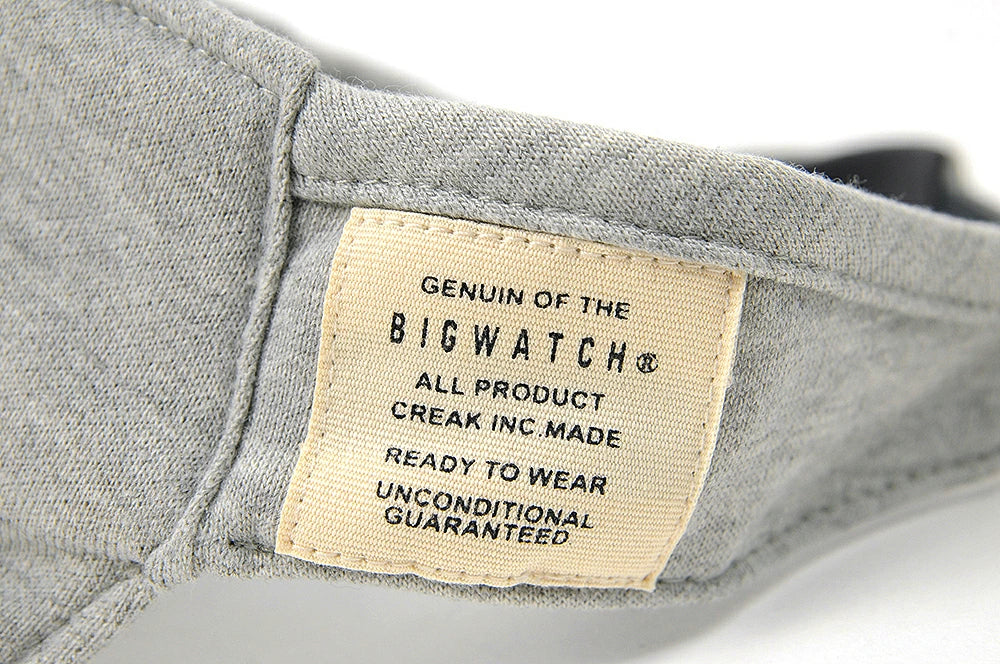 GENUIN OF THE
BIGWATCH®
ALL PRODUCT
CREAK INC.MADE
READY TO WEAR
UNCONDITIONAL
GUARANTEED